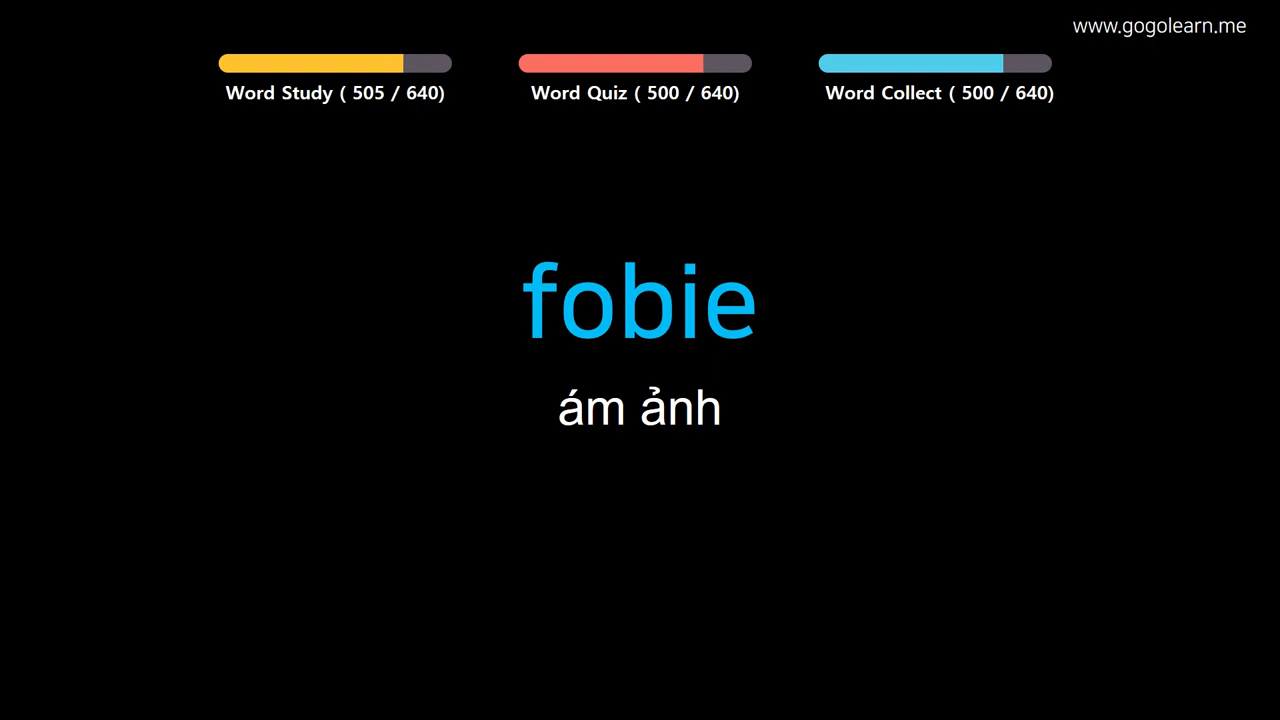 www.gogolearn.me
Word Study ( 505 / 640)
Word Quiz ( 500 / 640)
Word Collect ( 500 / 640)
fobie
ám ảnh